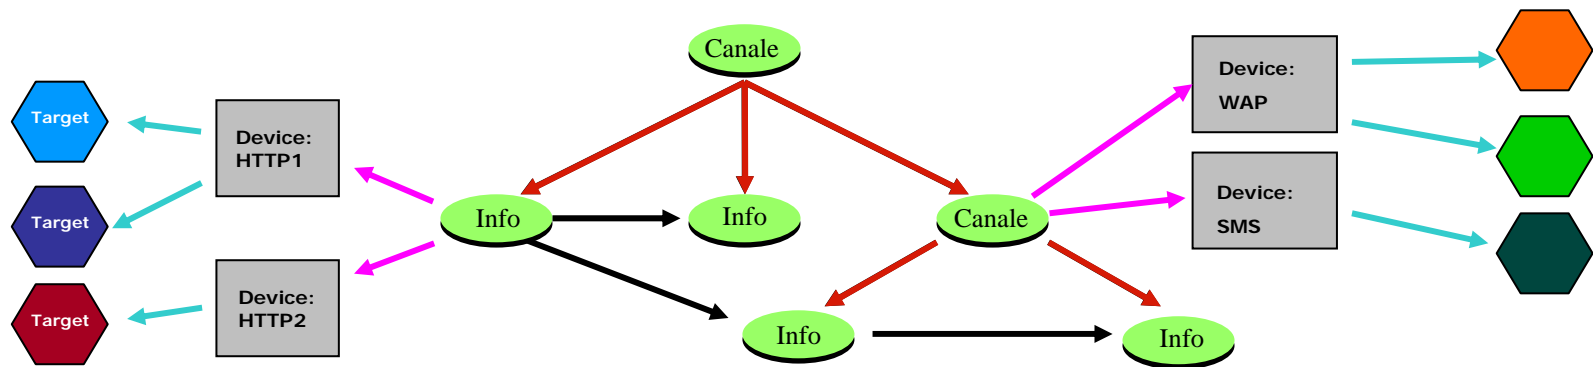 Canale
Device:
WAP
Target
Device:
HTTP1
Target
Info
Info
Canale
Device:
SMS
Device:
HTTP2
Target
Info
Info